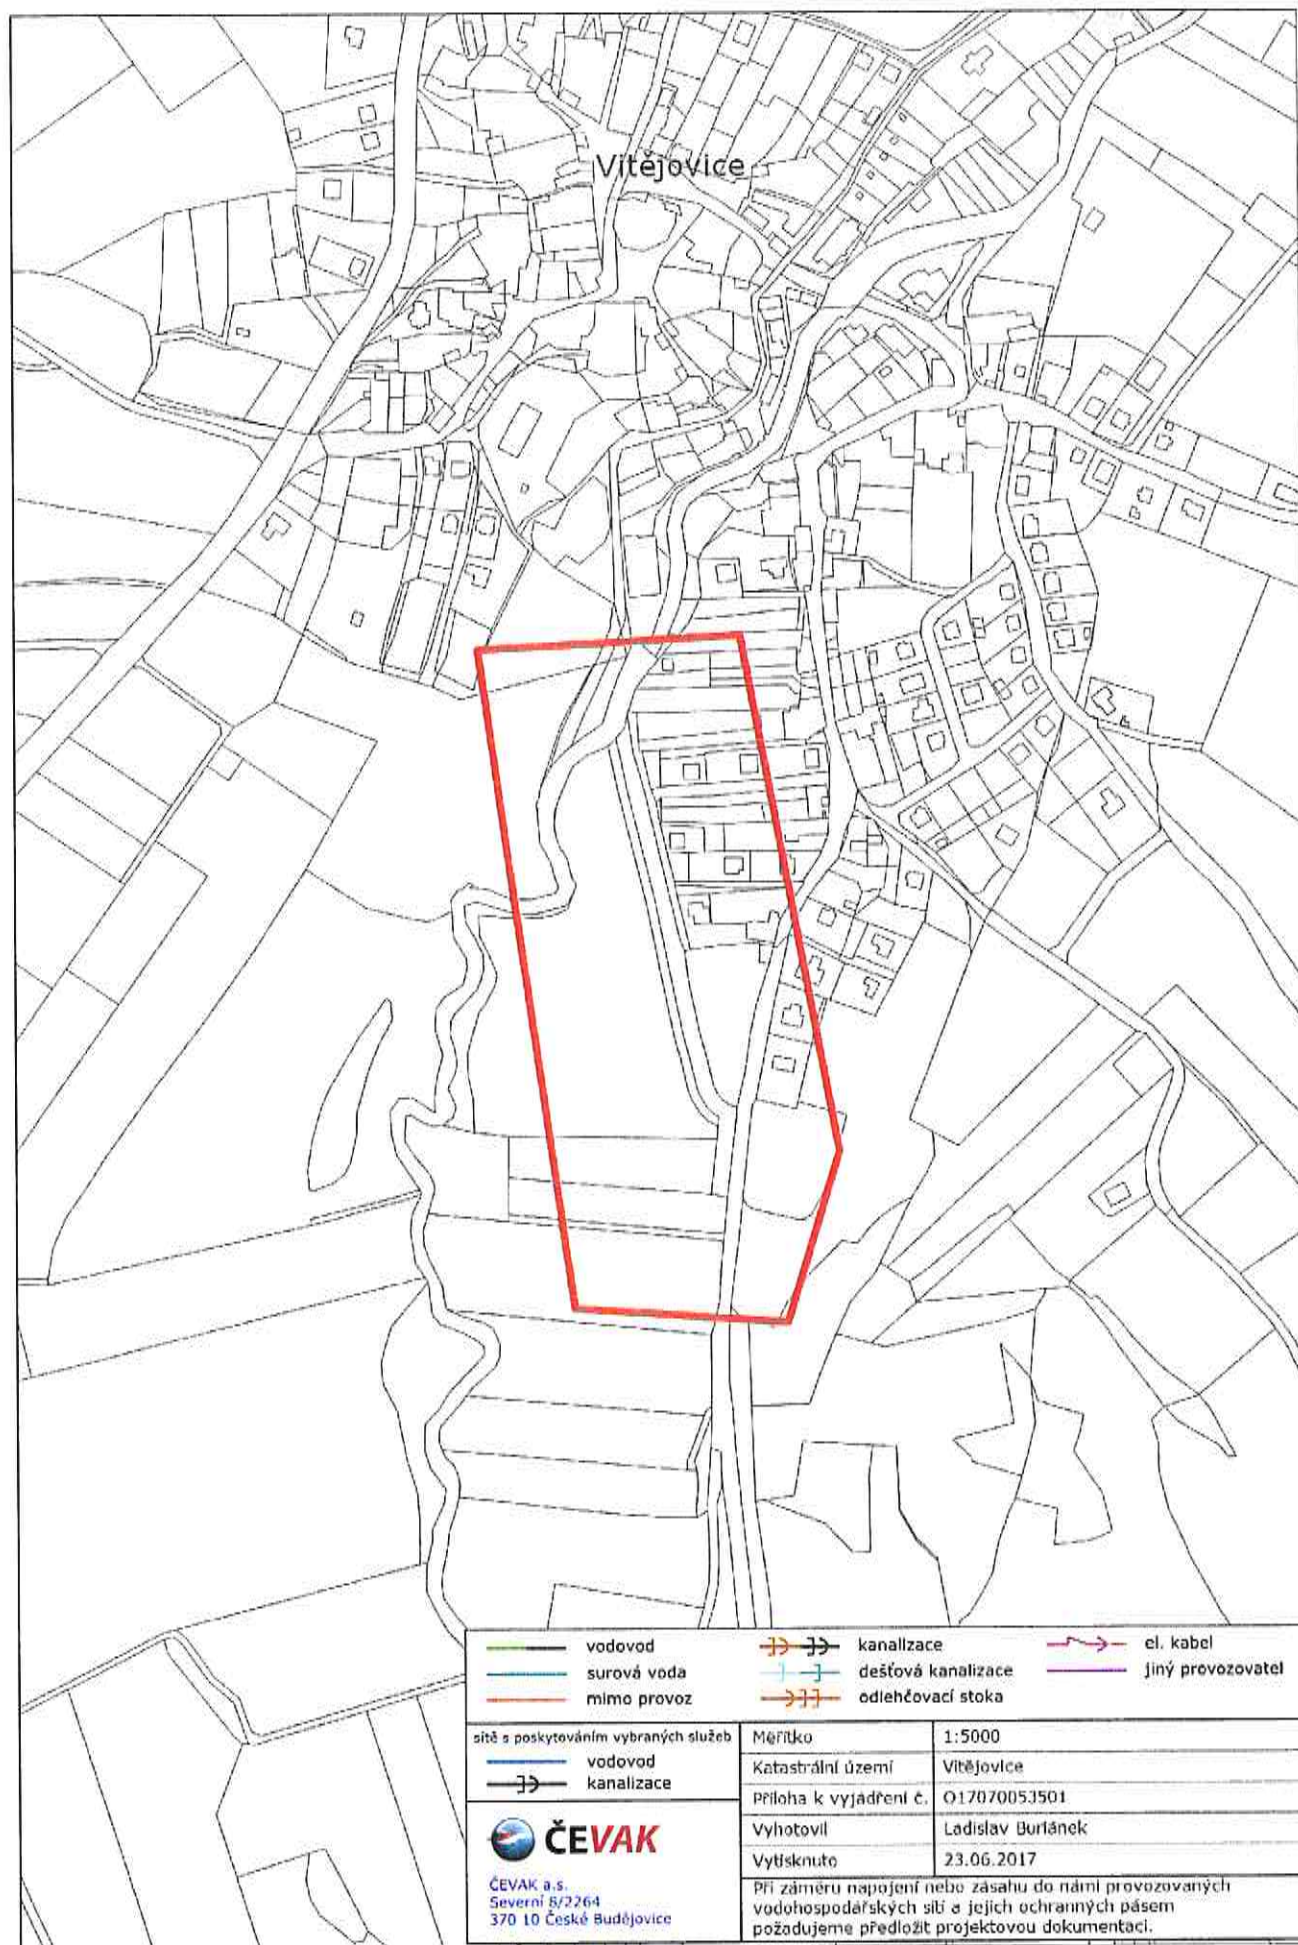 Vitějovice
vodovod
surová voda
mimo provoz
kanalizace
dešťová kanalizace
odlehčovací stoka
el. kabel
jiný provozovatel
sítě s poskytováním vybraných služeb
vodovod
kanalizace
ČEVAK
ČEVAK a.s.
Severní 8/2264
370 10 České Budějovice
Měřítko 1:5000
Katastrální území Vitějovice
Příloha k vyjádření č. O17070053501
Vyhotovil Ladislav Burlánek
Vytisknuto 23.06.2017
Při záměru napojení nebo zásahu do námi provozovaných
vodohospodářských sítí a jejich ochranných pásem
požadujeme předložit projektovou dokumentaci.